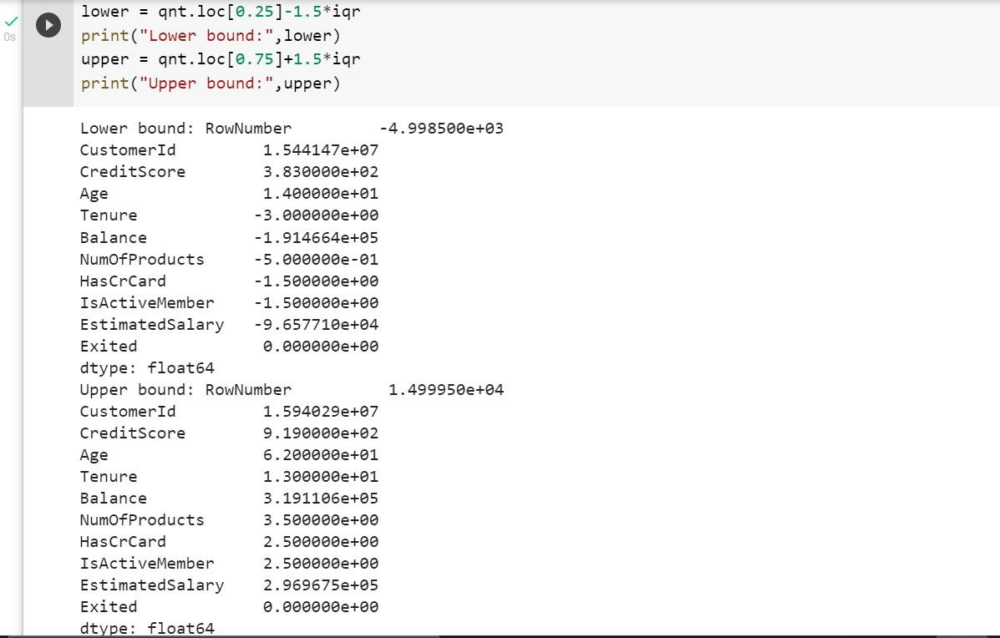 lower = qnt.loc[0.25]-1.5*iqr
0s
print("Lower bound:",lower)
upper = qnt.loc[0.75]+1.5*iqr
print("Upper bound:",upper)
Lower bound: RowNumber         -4.998500e+03
CustomerId         1.544147e+07
CreditScore        3.830000e+02
Age                1.400000e+01
Tenure            -3.000000e+00
Balance           -1.914664e+05
NumOfProducts     -5.000000e-01
HasCrCard         -1.500000e+00
IsActiveMember    -1.500000e+00
EstimatedSalary   -9.657710e+04
Exited             0.000000e+00
dtype: float64
Upper bound: RowNumber          1.499950e+04
CustomerId         1.594029e+07
CreditScore        9.190000e+02
Age                6.200000e+01
Tenure             1.300000e+01
Balance            3.191106e+05
NumOfProducts      3.500000e+00
HasCrCard          2.500000e+00
IsActiveMember     2.500000e+00
EstimatedSalary    2.969675e+05
Exited             0.000000e+00
dtype: float64